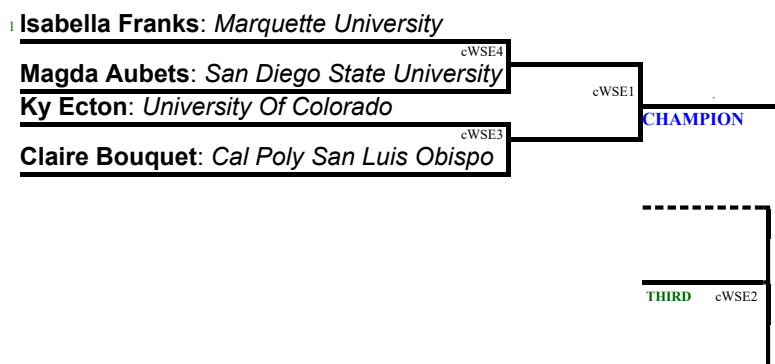 1 Isabella Franks: Marquette University
cWSE4
Magda Aubets: San Diego State University
cWSE1
Ky Ecton: University Of Colorado
CHAMPION
cWSE3
Claire Bouquet: Cal Poly San Luis Obispo
THIRD cWSE2